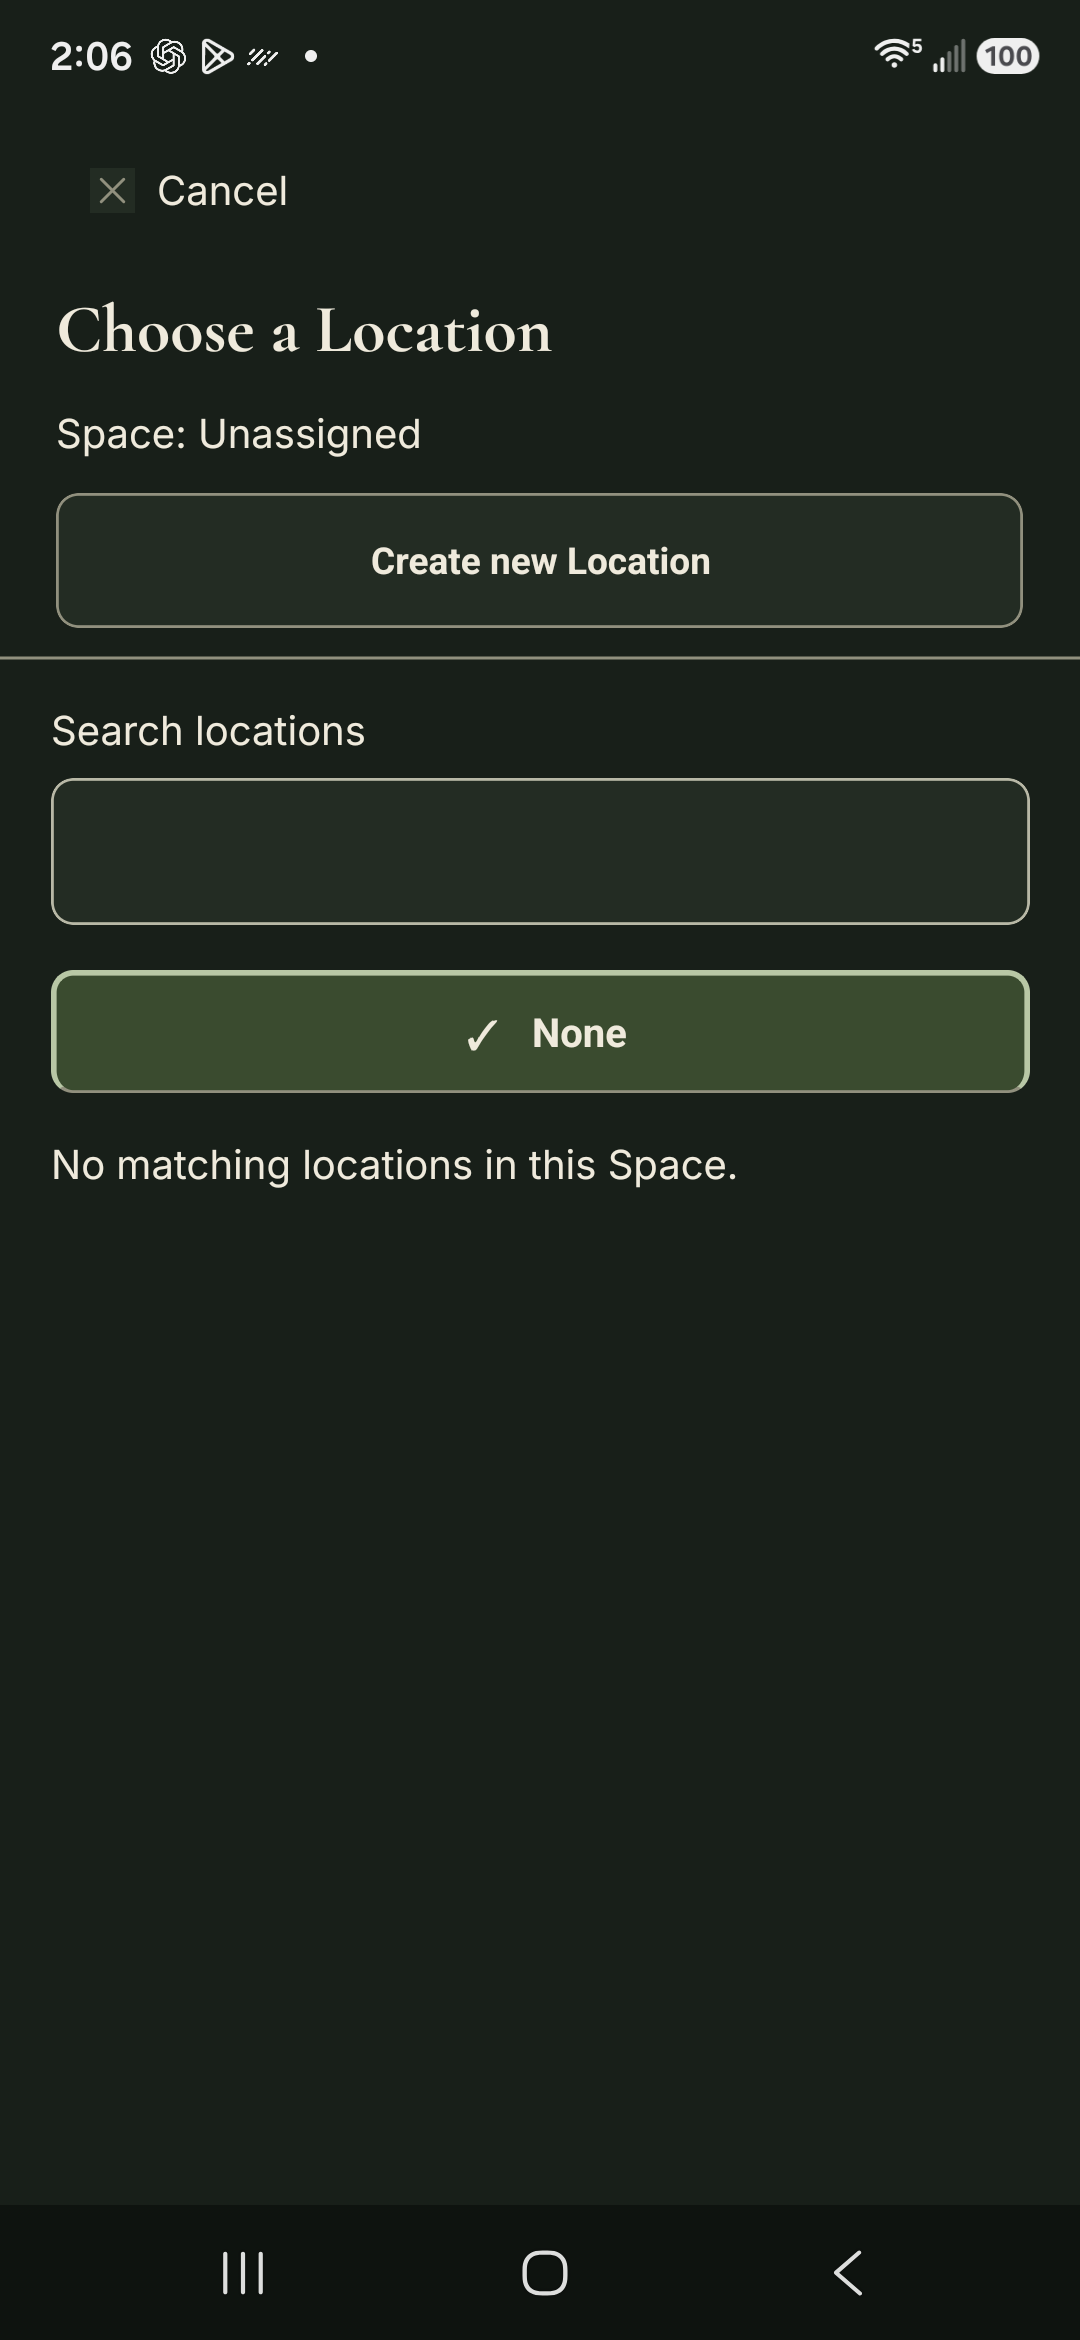 2:06
5
100
Cancel
Choose a Location
Space: Unassigned
Create new Location
Search locations
✓ None
No matching locations in this Space.